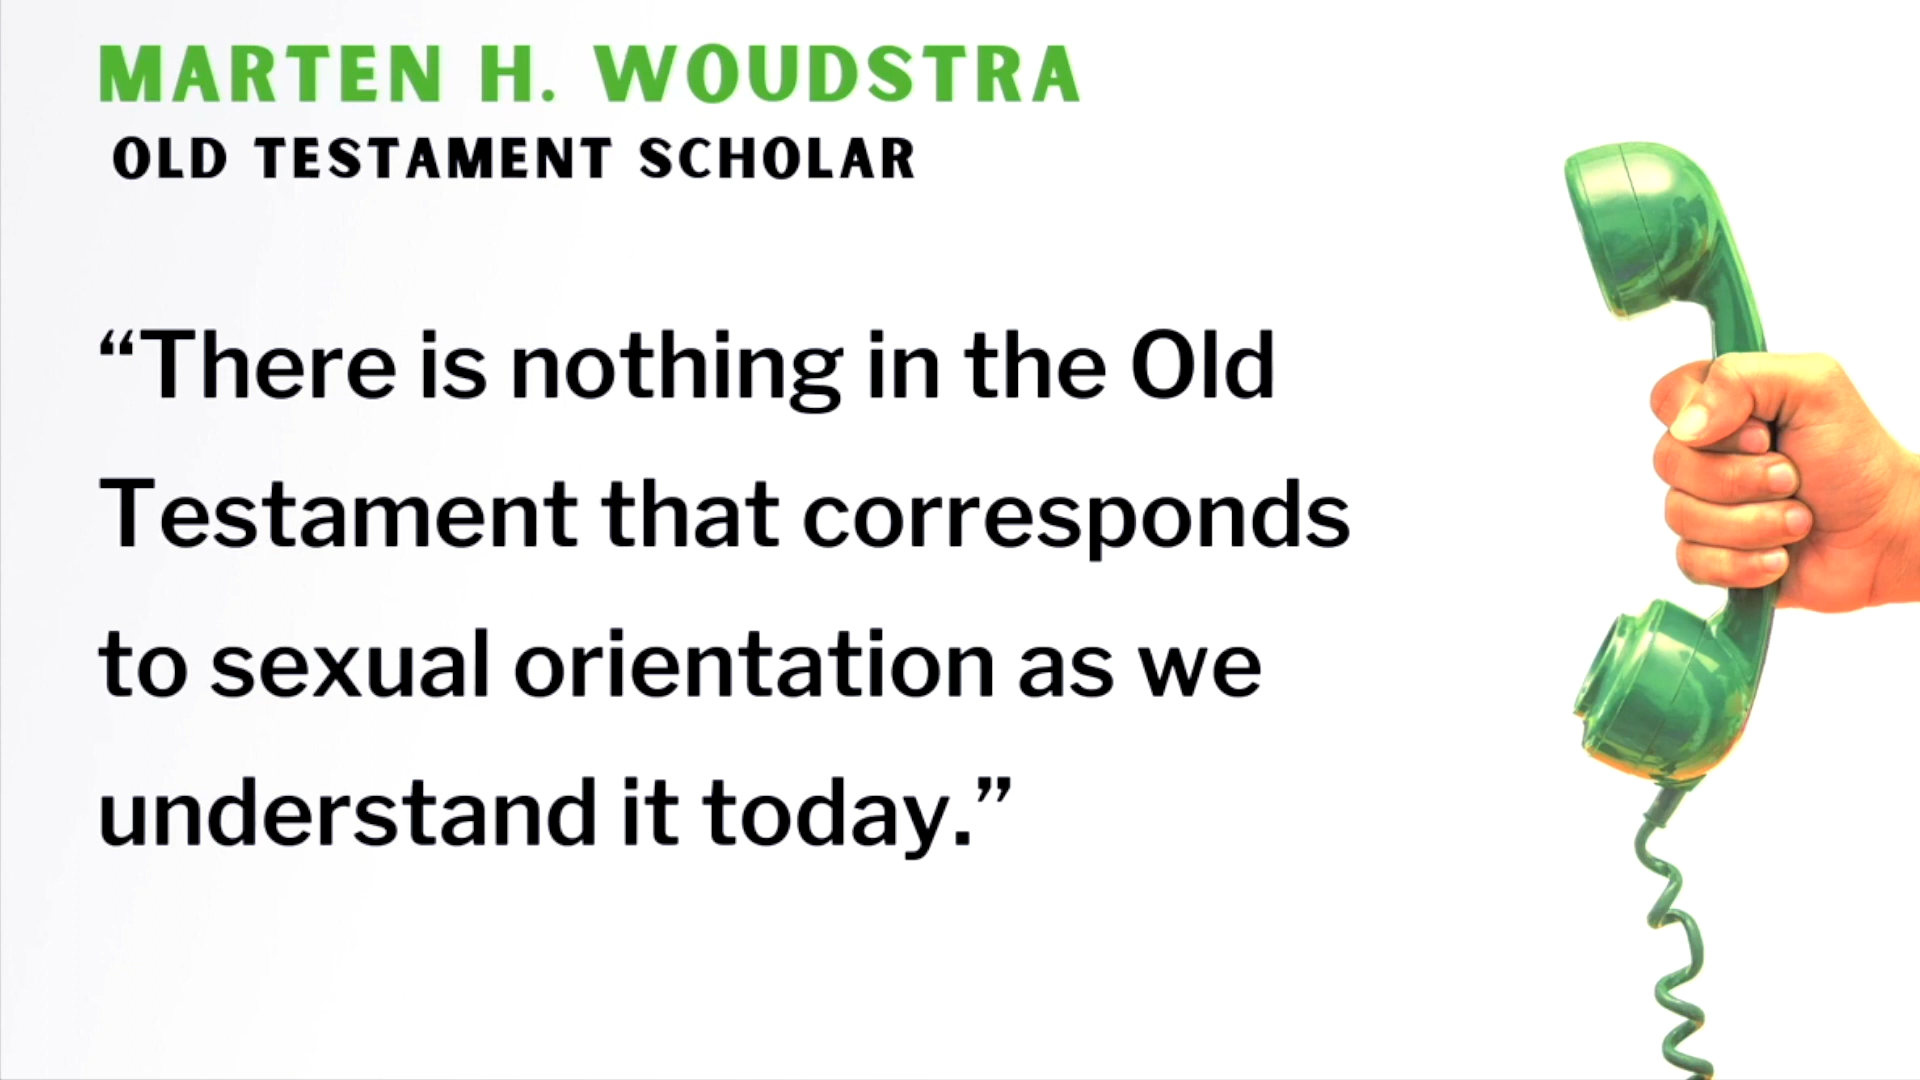 MARTEN H. WOUDSTRA
OLD TESTAMENT SCHOLAR
“There is nothing in the Old
Testament that corresponds
to sexual orientation as we
understand it today.”